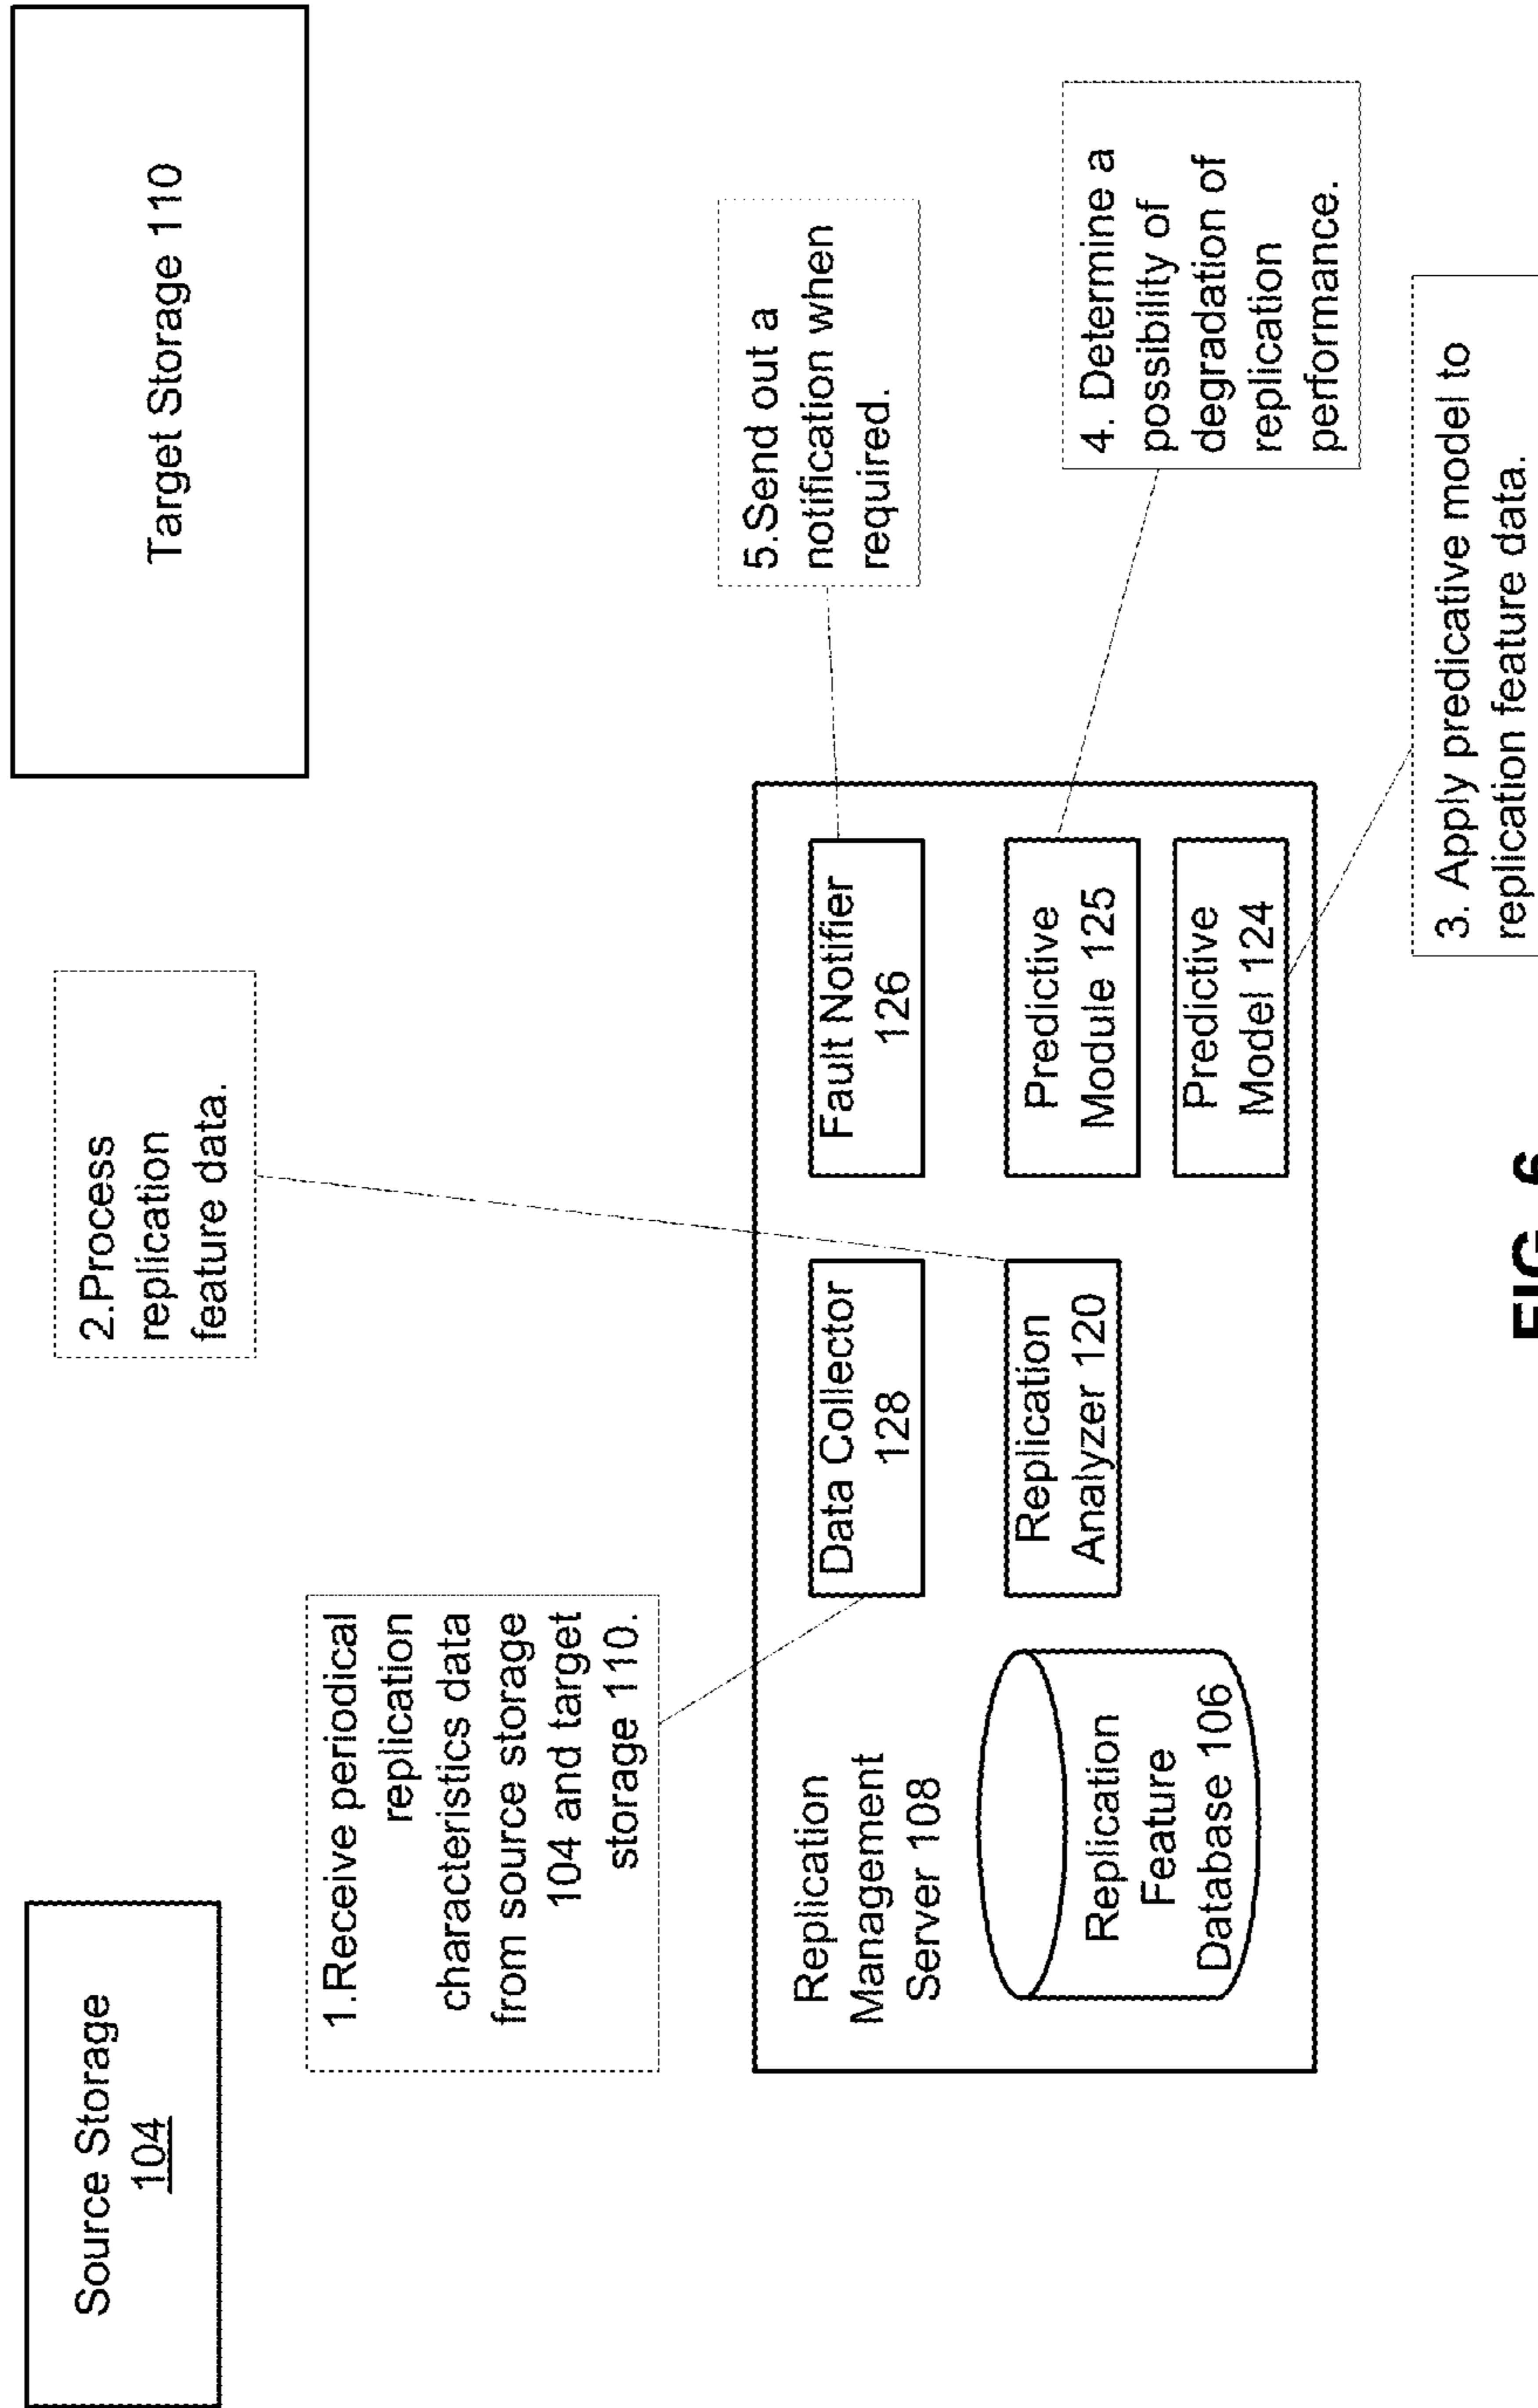 Source Storage
104
Target Storage 110
1.Receive periodical
replication
characteristics data
from source storage
104 and target
storage 110.
2.Process
replication
feature data.
5.Send out a
notification when
required.
4. Determine a
possibility of
degradation of
replication
performance.
3. Apply predicative model to
replication feature data.
Replication
Management
Server 108
Replication
Feature
Database 106
Data Collector
128
Replication
Analyzer 120
Fault Notifier
126
Predictive
Module 125
Predictive
Model 124
FIG. 6